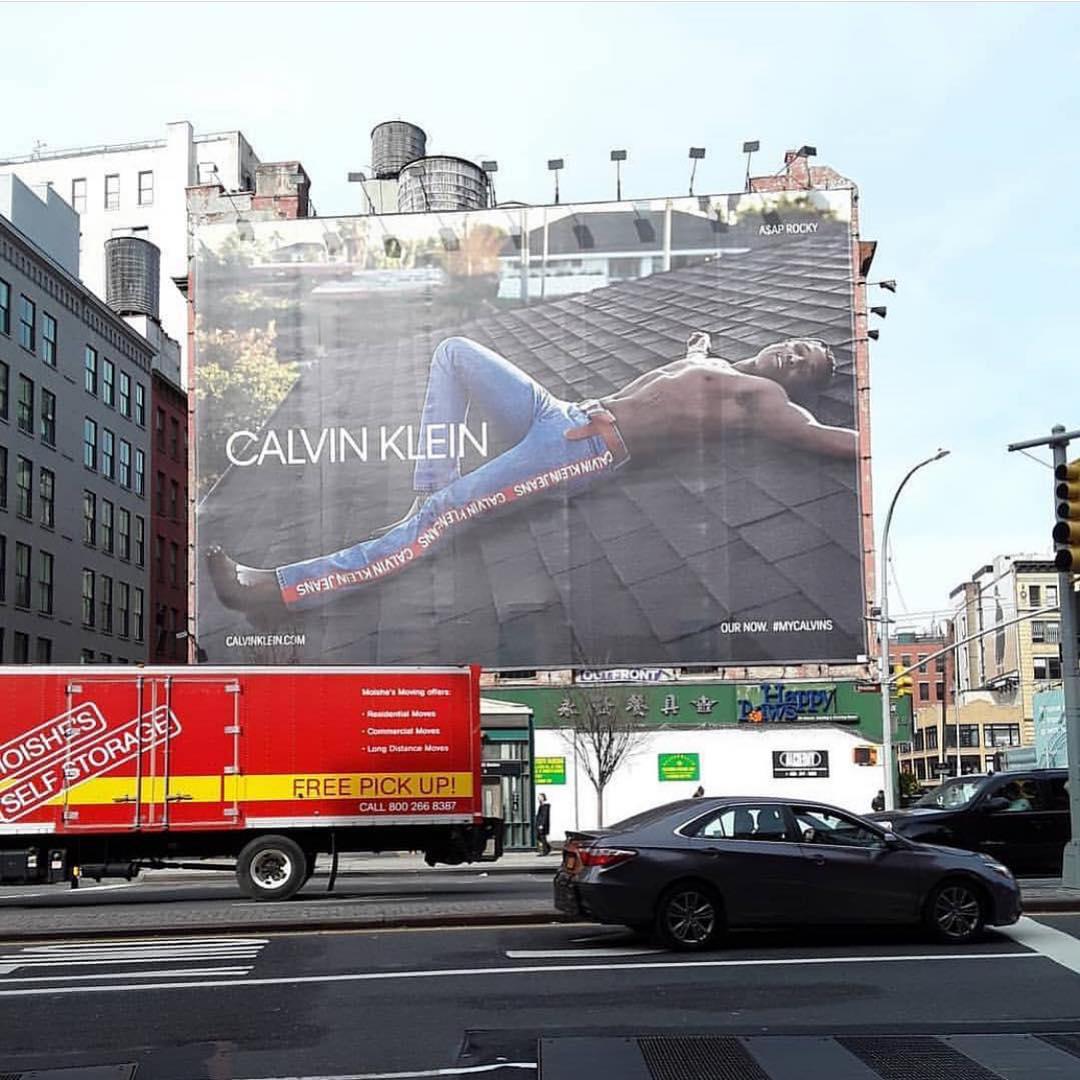 A$AP ROCKY
CALVIN KLEIN
CALVIN KLEIN JEANS CALVIN KLEIN JEANS CALVIN KLEIN JEANS
CALVINKLEIN.COM
OUR NOW. #MYCALVINS
OUTFRONT
Happy
Paws
MOISHE'S
SELF STORAGE
Moishe's Moving offers:
· Residential Moves
· Commercial Moves
· Long Distance Moves
FREE PICK UP!
CALL 800 266 8387